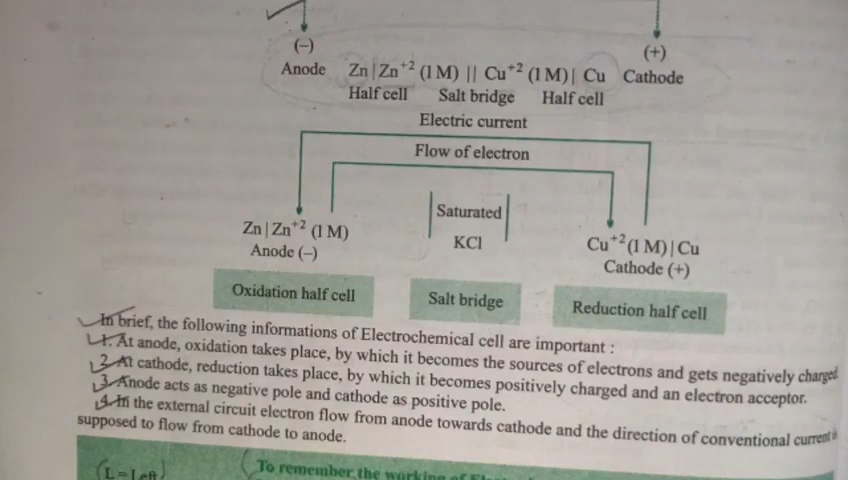 (–) (+)
Anode Zn | Zn⁺² (1 M) || Cu⁺² (1 M) | Cu Cathode
Half cell Salt bridge Half cell
Electric current
Flow of electron
Zn | Zn⁺² (1 M)
Anode (–)
Saturated
KCl
Cu⁺² (1 M) | Cu
Cathode (+)
Oxidation half cell
Salt bridge
Reduction half cell
In brief, the following informations of Electrochemical cell are important :
1. At anode, oxidation takes place, by which it becomes the sources of electrons and gets negatively charged
2. At cathode, reduction takes place, by which it becomes positively charged and an electron acceptor.
3. Anode acts as negative pole and cathode as positive pole.
4. In the external circuit electron flow from anode towards cathode and the direction of conventional current is
supposed to flow from cathode to anode.
(L = Left)
To remember the working of